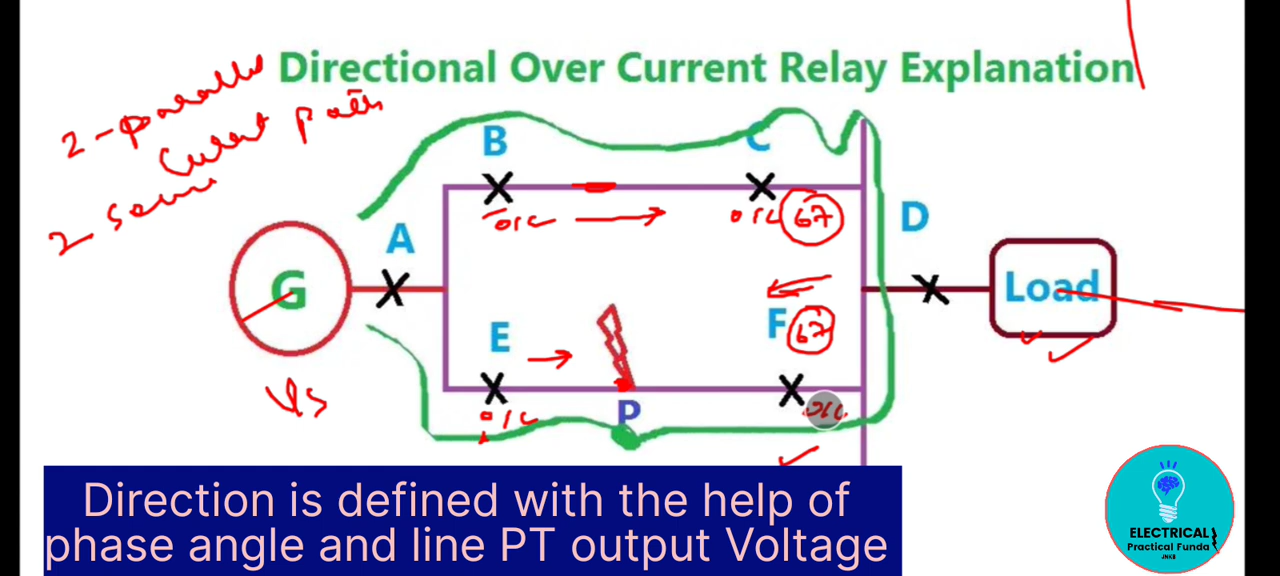 Directional Over Current Relay Explanation
2-parallel
Current path
2
B
C
o/c
o/c 67
A
D
G
Load
F 67
E
Vs
o/c
P
o/c
Direction is defined with the help of
phase angle and line PT output Voltage
ELECTRICAL
Practical Funda